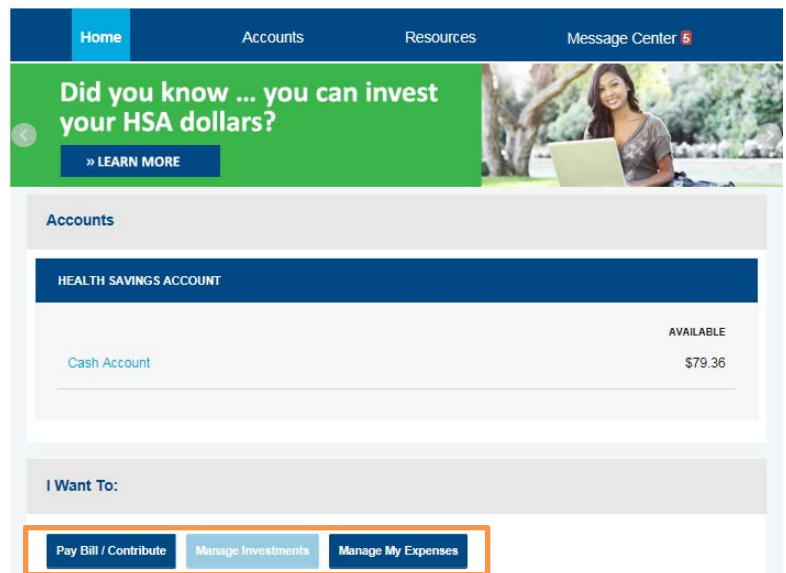 Home Accounts Resources Message Center 5
Did you know ... you can invest
your HSA dollars?
» LEARN MORE
Accounts
HEALTH SAVINGS ACCOUNT
AVAILABLE
Cash Account $79.36
I Want To:
Pay Bill / Contribute Manage Investments Manage My Expenses